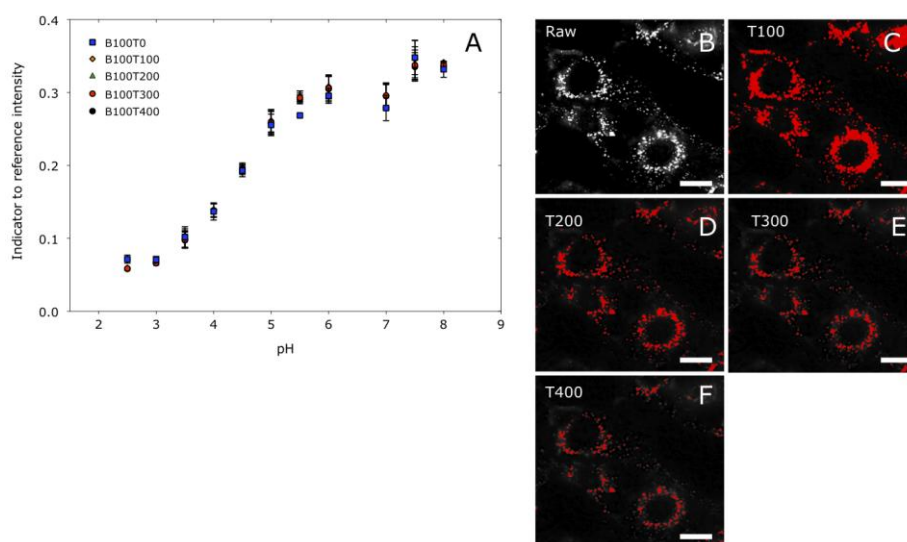 A
B100T0
B100T100
B100T200
B100T300
B100T400
Indicator to reference intensity
0.4
0.3
0.2
0.1
0.0
2 3 4 5 6 7 8 9
pH
Raw B
T100 C
T200 D
T300 E
T400 F